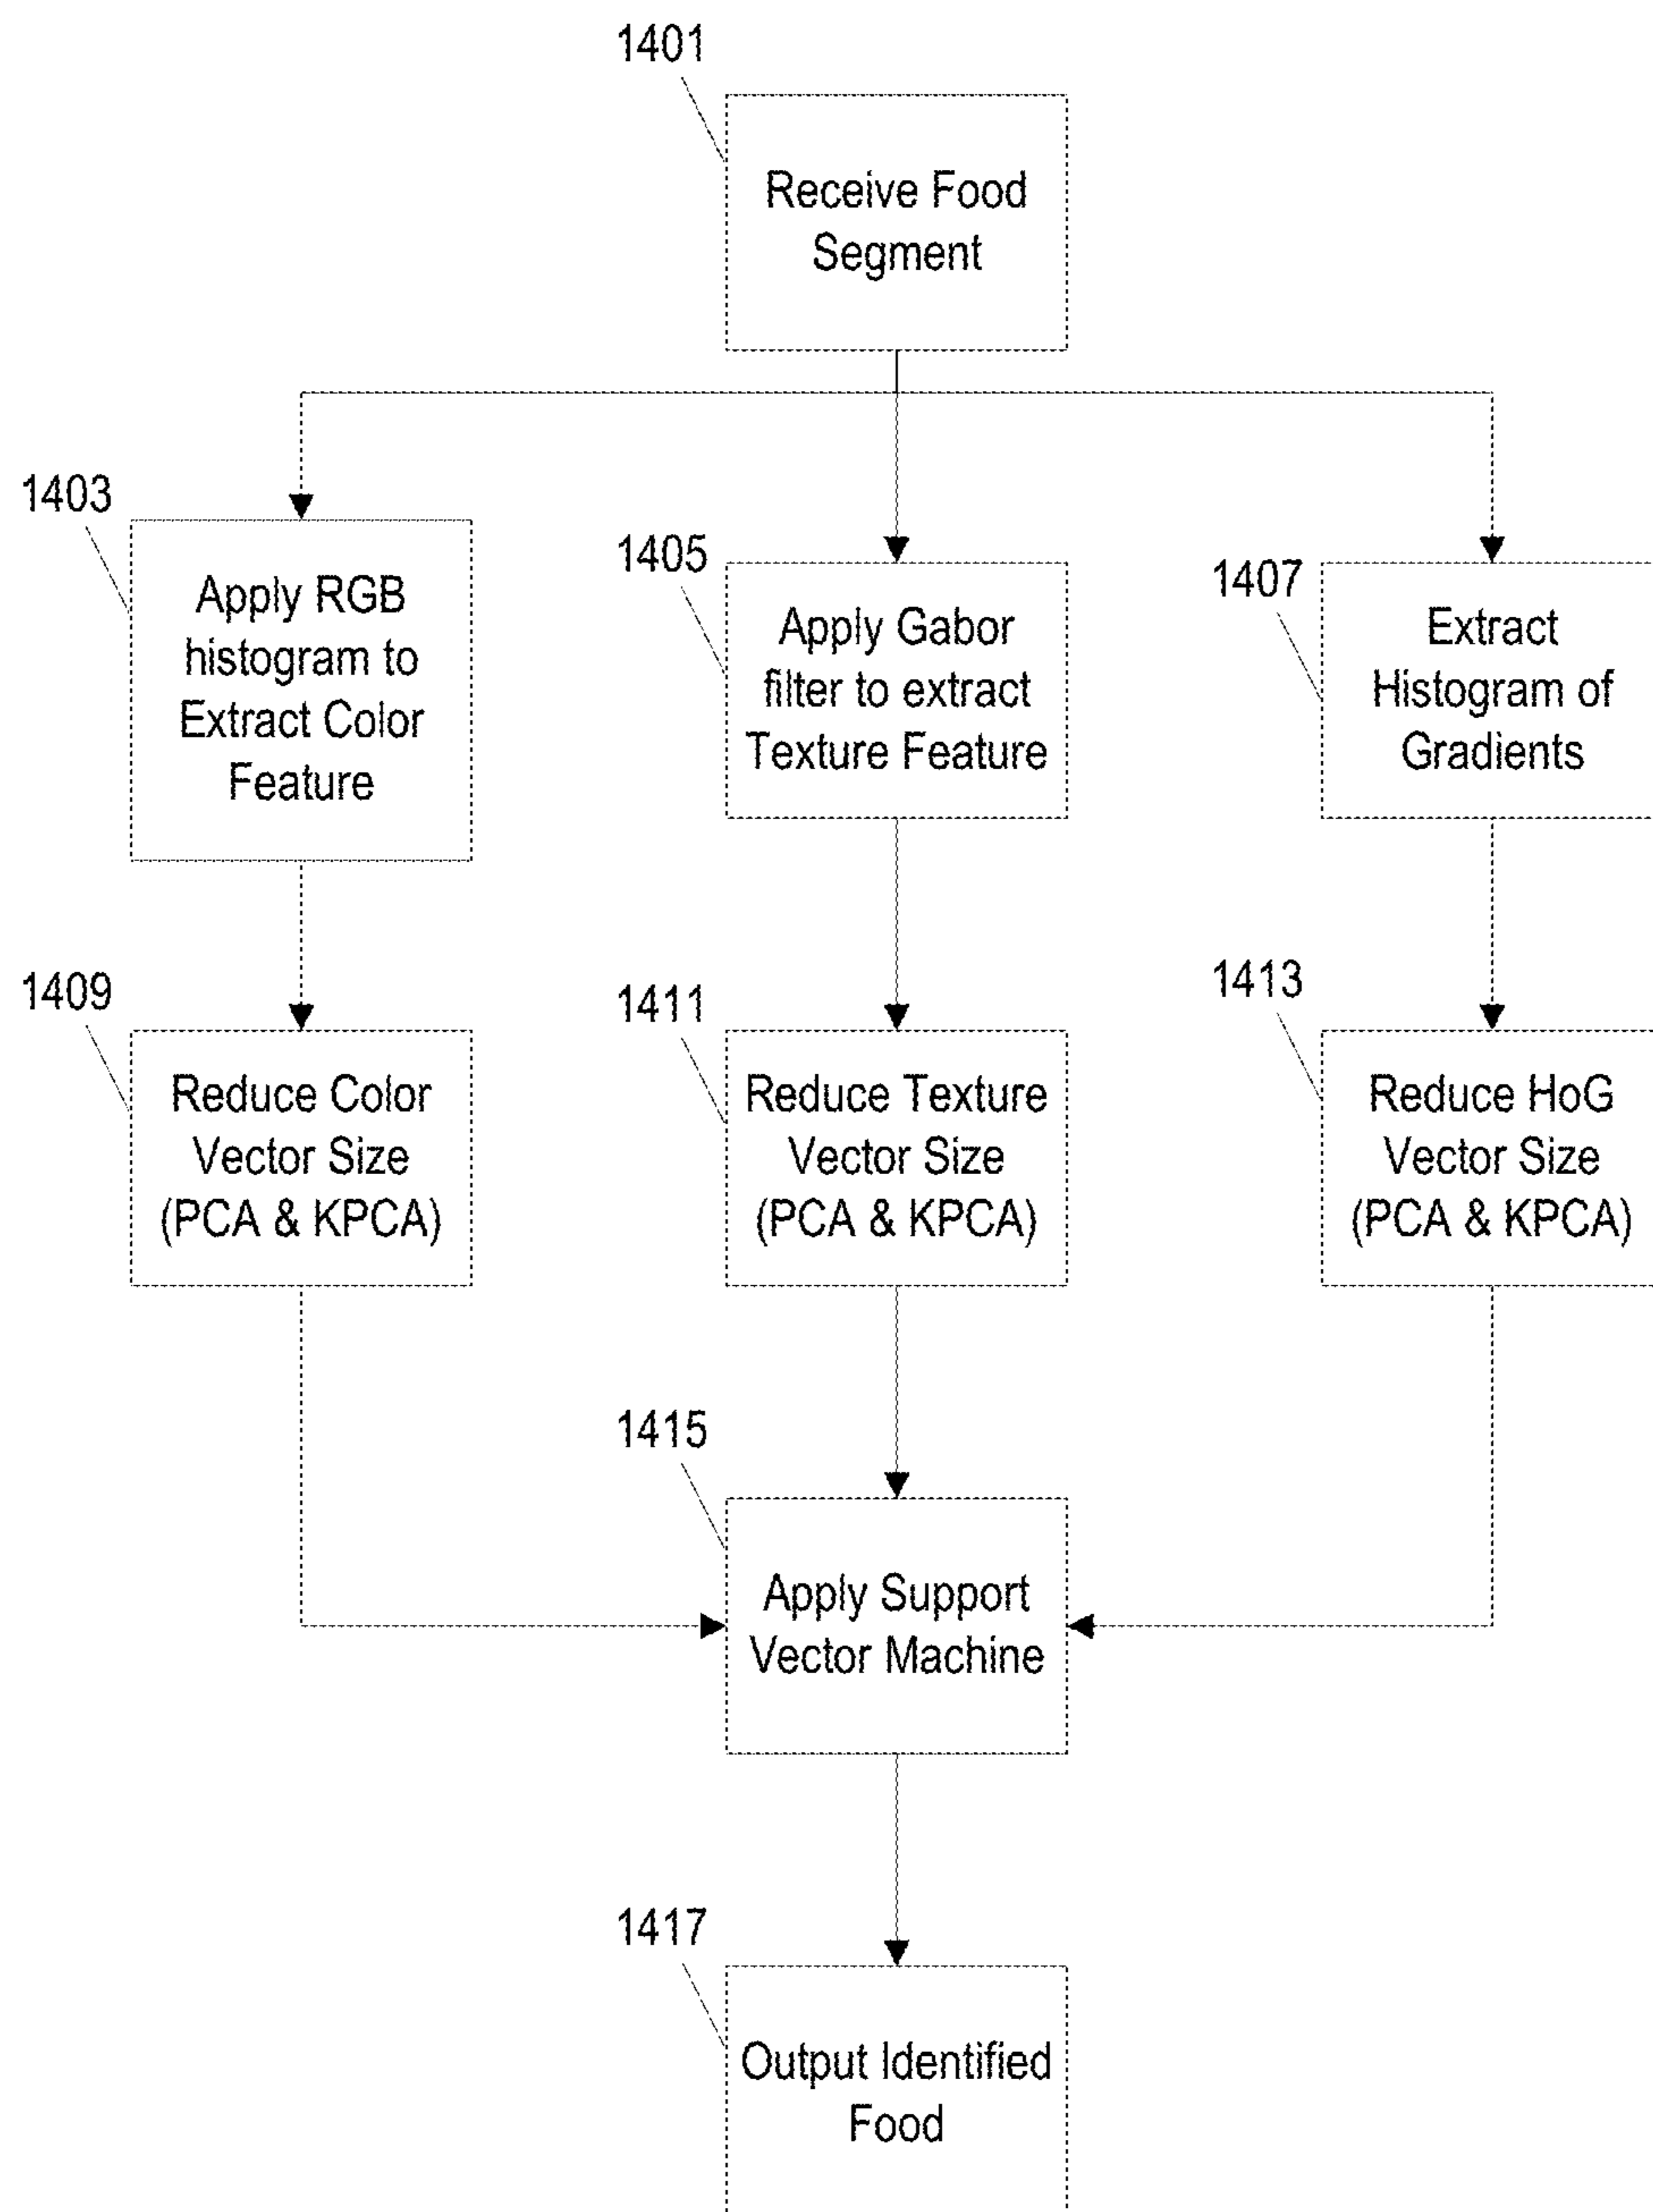 1401
Receive Food
Segment
1403
Apply RGB
histogram to
Extract Color
Feature
1405
Apply Gabor
filter to extract
Texture Feature
1407
Extract
Histogram of
Gradients
1409
Reduce Color
Vector Size
(PCA & KPCA)
1411
Reduce Texture
Vector Size
(PCA & KPCA)
1413
Reduce HoG
Vector Size
(PCA & KPCA)
1415
Apply Support
Vector Machine
1417
Output Identified
Food